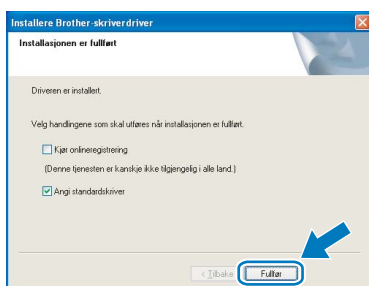 Installere Brother-skriverdriver
Installasjonen er fullført
Driveren er installert.
Velg handlingene som skal utføres når installasjonen er fullført.
Kjør onlineregistrering
(Denne tjenesten er kanskje ikke tilgjengelig i alle land.)
Angi standardskriver
< Tilbake
Fullfør